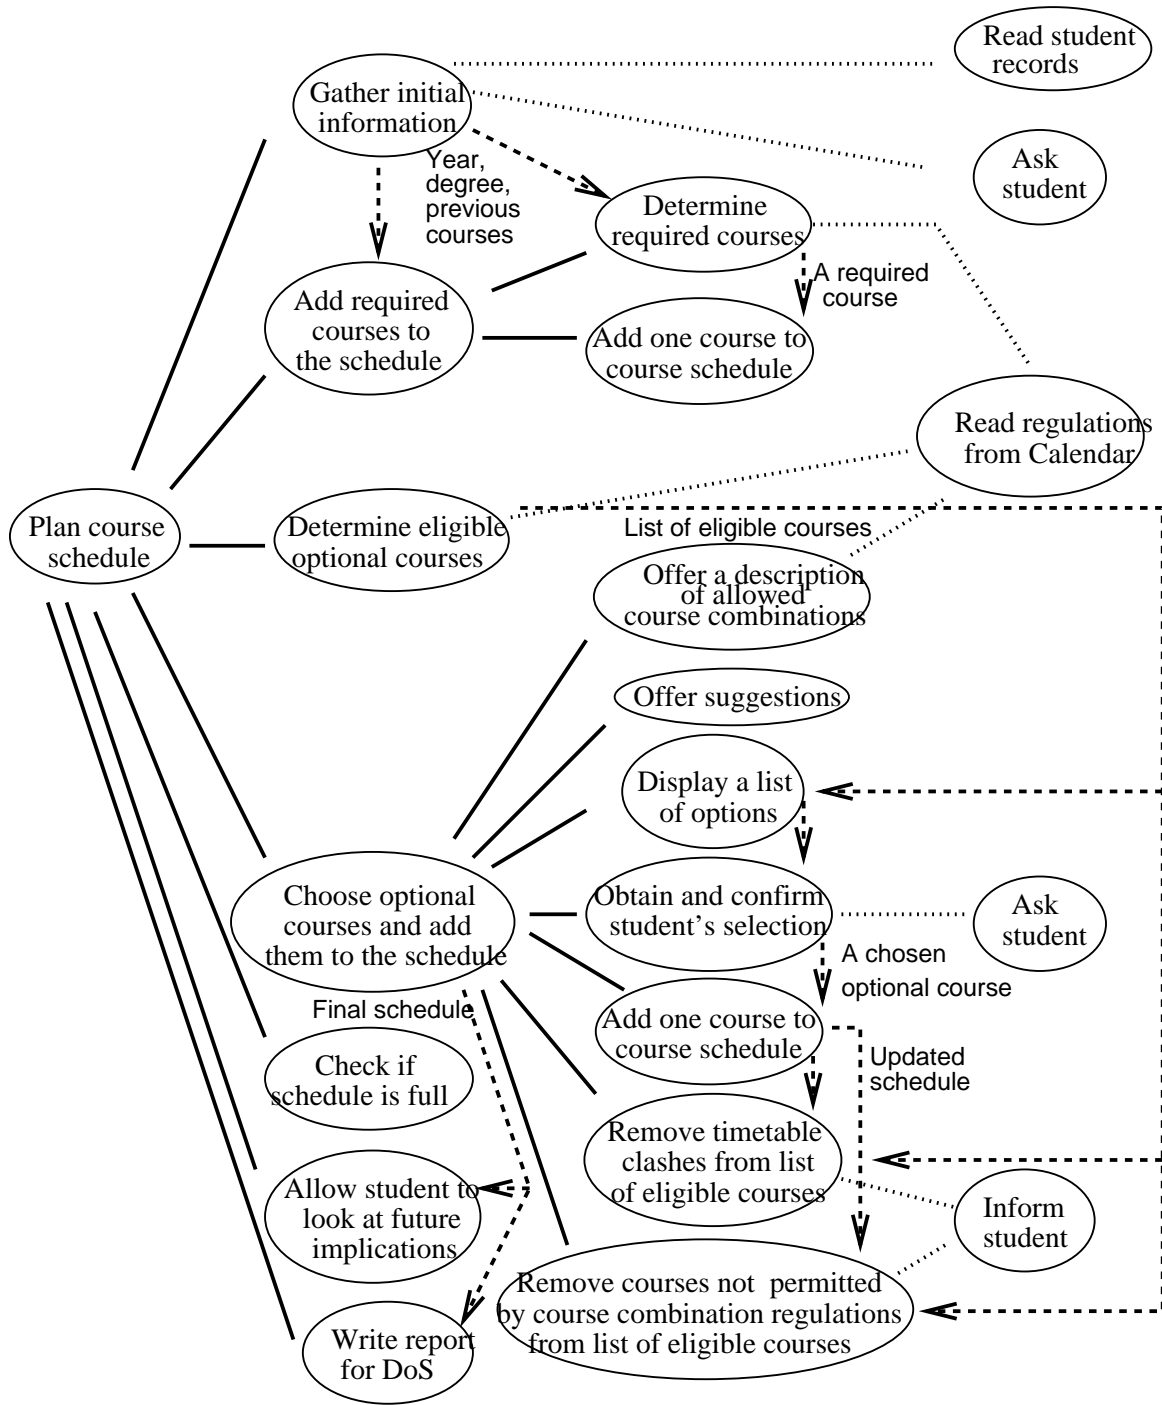 Read student
records
Gather initial
information
Ask
student
Year,
degree,
previous
courses
Determine
required courses
A required
course
Add required
courses to
the schedule
Add one course to
course schedule
Read regulations
from Calendar
Plan course
schedule
Determine eligible
optional courses
List of eligible courses
Offer a description
of allowed
course combinations
Offer suggestions
Display a list
of options
Choose optional
courses and add
them to the schedule
Obtain and confirm
student's selection
Ask
student
A chosen
optional course
Final schedule
Add one course to
course schedule
Updated
schedule
Check if
schedule is full
Remove timetable
clashes from list
of eligible courses
Allow student to
look at future
implications
Inform
student
Remove courses not permitted
by course combination regulations
from list of eligible courses
Write report
for DoS